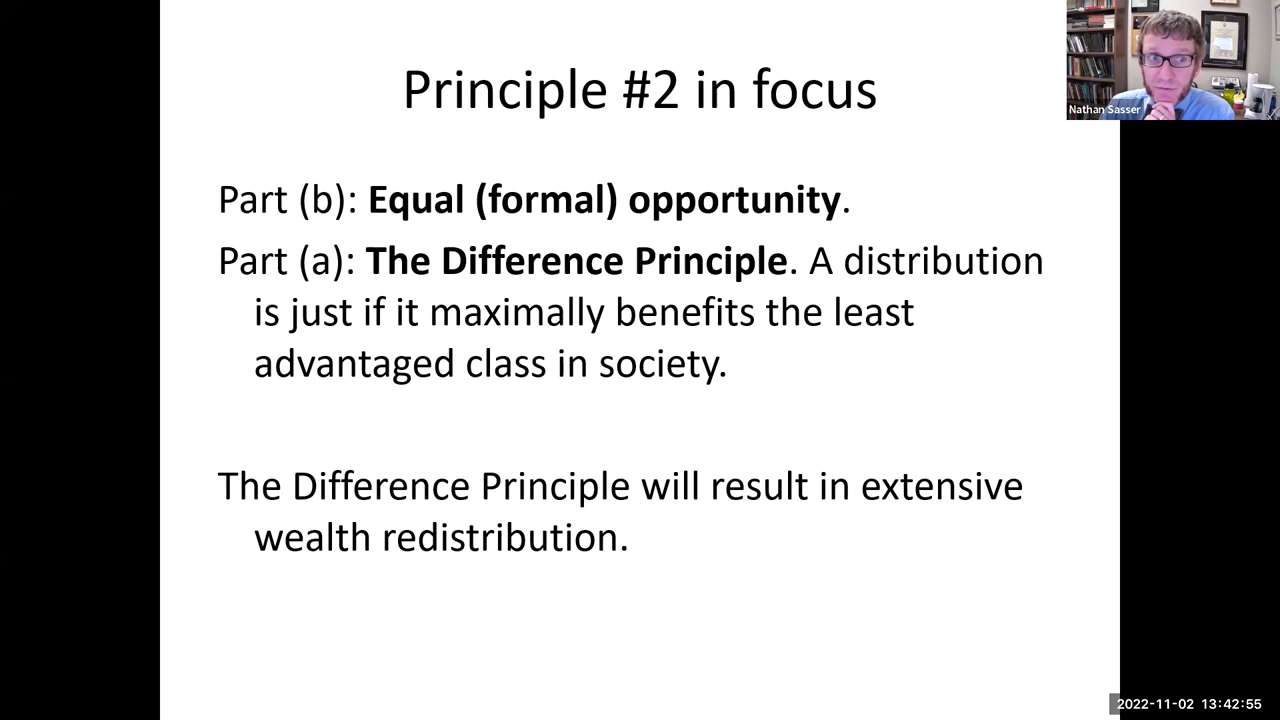 Principle #2 in focus
Nathan Sasser
Part (b): Equal (formal) opportunity.
Part (a): The Difference Principle. A distribution
is just if it maximally benefits the least
advantaged class in society.
The Difference Principle will result in extensive
wealth redistribution.
2022-11-02 13:42:55